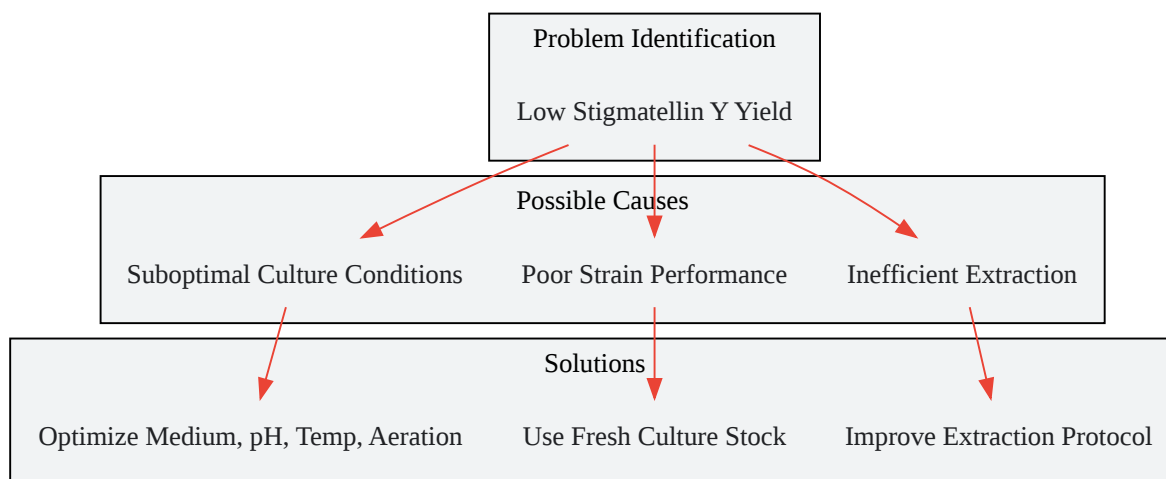 Problem Identification
Low Stigmatellin Y Yield
Possible Causes
Suboptimal Culture Conditions
Poor Strain Performance
Inefficient Extraction
Solutions
Optimize Medium, pH, Temp, Aeration
Use Fresh Culture Stock
Improve Extraction Protocol